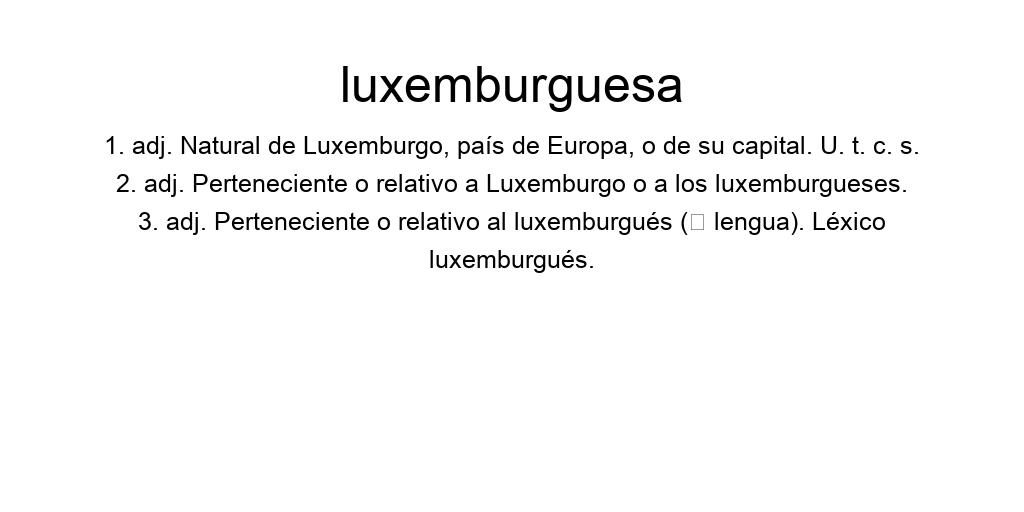 luxemburguesa
1. adj. Natural de Luxemburgo, país de Europa, o de su capital. U. t. c. s.
2. adj. Perteneciente o relativo a Luxemburgo o a los luxemburgueses.
3. adj. Perteneciente o relativo al luxemburgués (□ lengua). Léxico
luxemburgués.